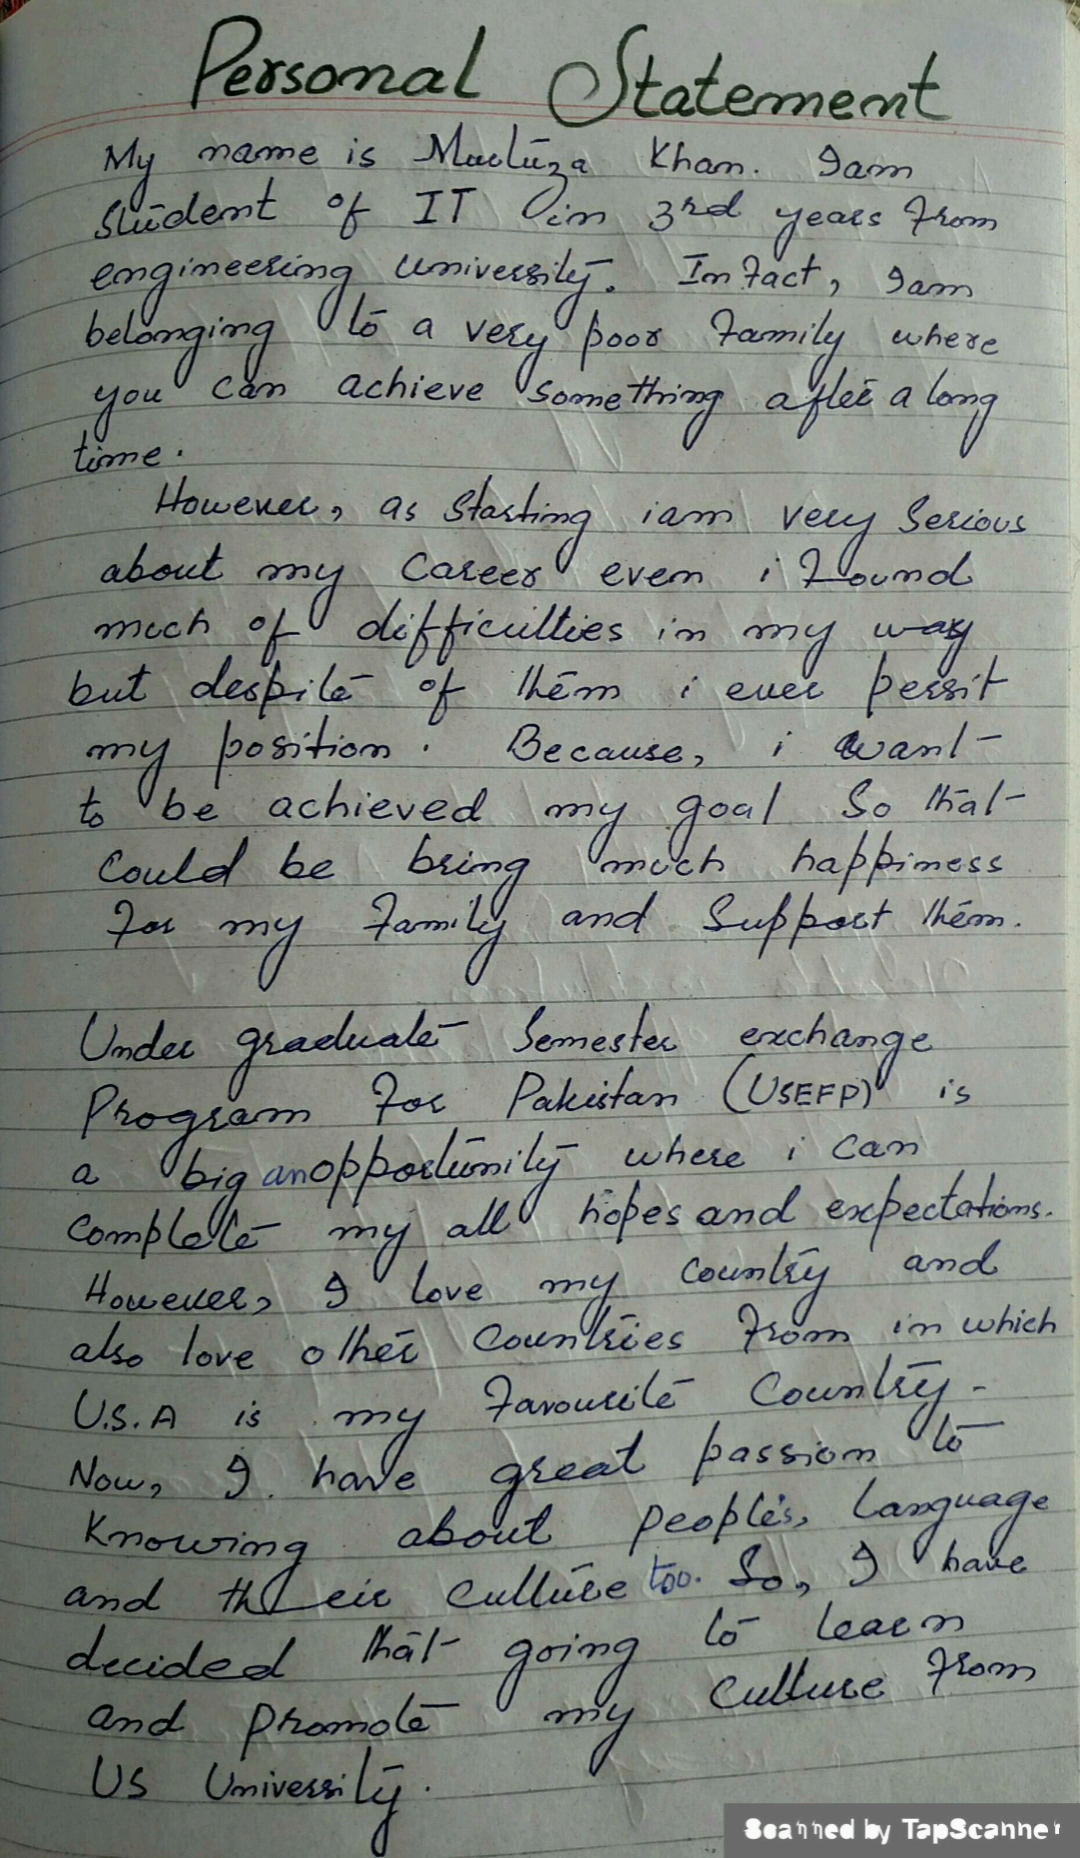 Personal Statement
My name is Murtuza Khan. I am
student of IT in 3rd years from
engineering university. In fact, I am
belonging to a very poor family where
you can achieve something after a long
time.
However, as starting i am very serious
about my career even i found
much of difficulties in my way
but despite of them i ever persit
my position. Because, i want
to be achieved my goal so that
could be bring much happiness
for my family and support them.
Under graduate semester exchange
program for Pakistan (USEFP) is
a big an opportunity where i can
complete my all hopes and expectations.
However, I love my country and
also love other countries from in which
U.S.A is my favourite country.
Now, I have great passion to
knowing about people's, language
and their culture too. So, I have
decided that going to learn
and promote my culture from
US University.
Scanned by TapScanner